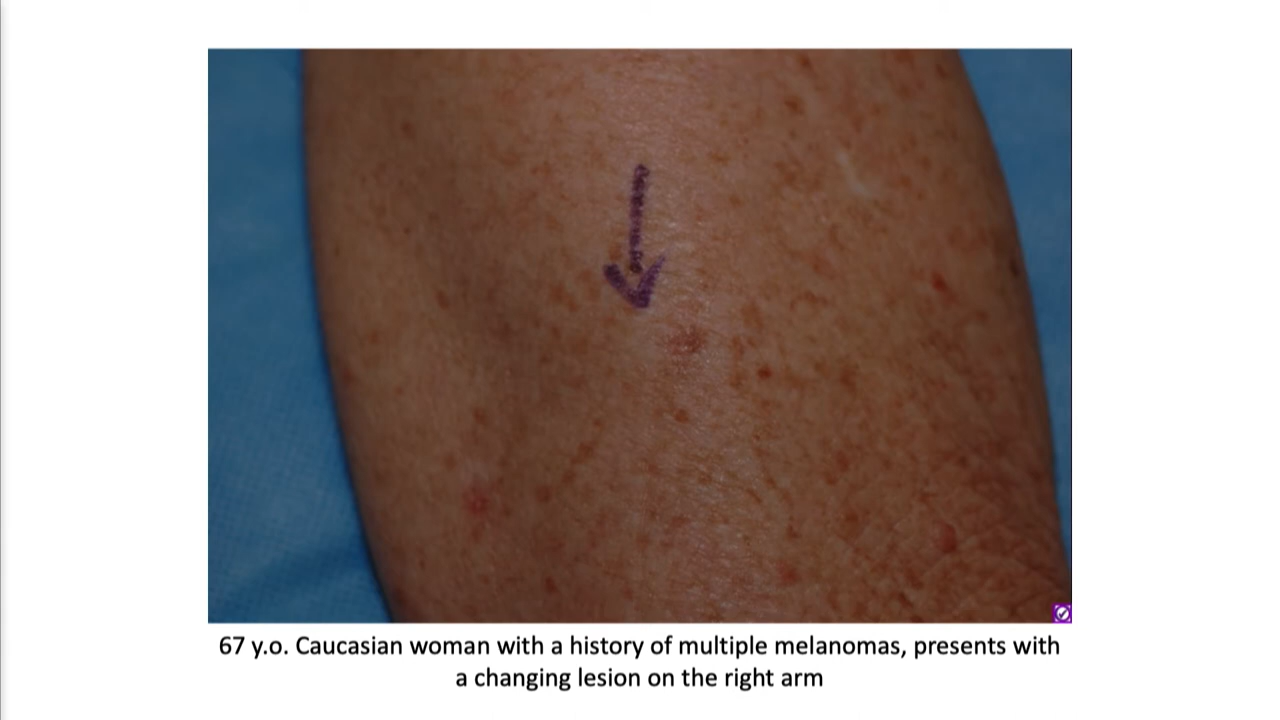 67 y.o. Caucasian woman with a history of multiple melanomas, presents with
a changing lesion on the right arm